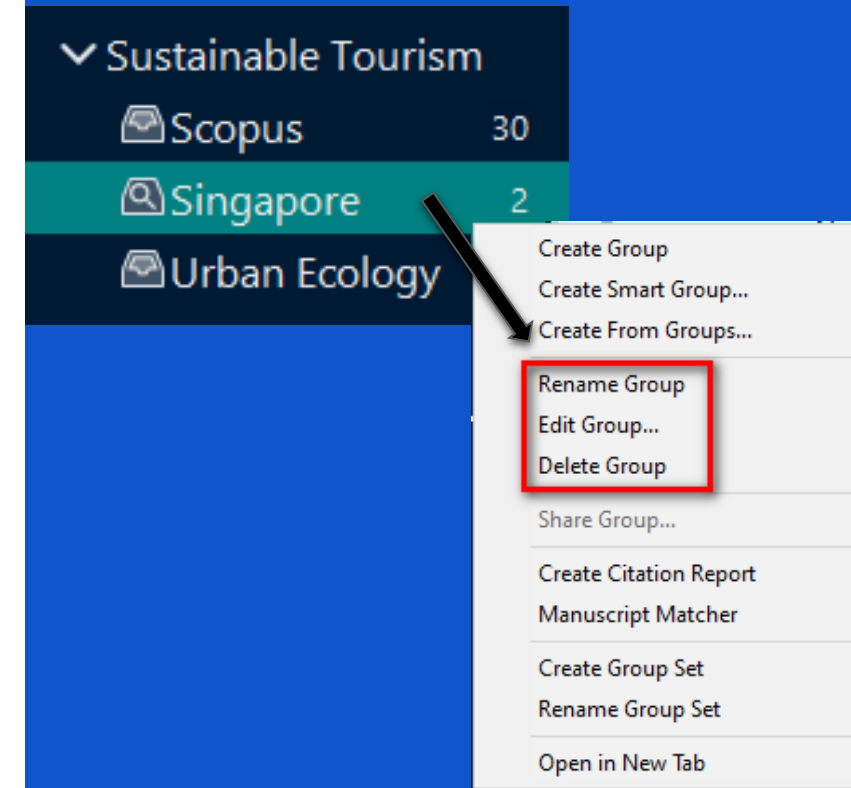 Sustainable Tourism
Scopus 30
Singapore 2
Urban Ecology
Create Group
Create Smart Group...
Create From Groups...
Rename Group
Edit Group...
Delete Group
Share Group...
Create Citation Report
Manuscript Matcher
Create Group Set
Rename Group Set
Open in New Tab